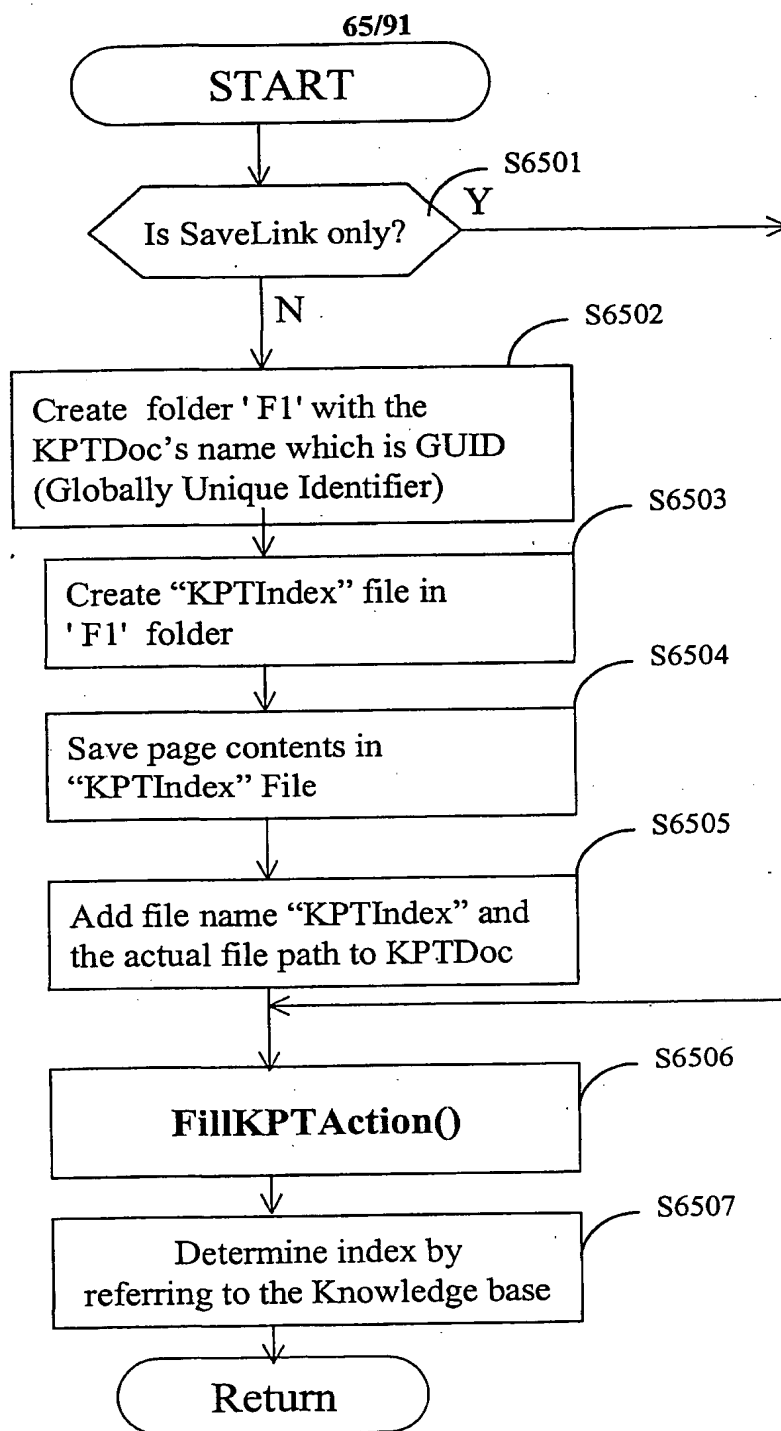 65/91
START
S6501
Is SaveLink only?
Y
N
S6502
Create folder ' F1' with the
KPTDoc's name which is GUID
(Globally Unique Identifier)
S6503
Create “KPTIndex” file in
' F1' folder
S6504
Save page contents in
“KPTIndex” File
S6505
Add file name “KPTIndex” and
the actual file path to KPTDoc
S6506
FillKPTAction()
S6507
Determine index by
referring to the Knowledge base
Return